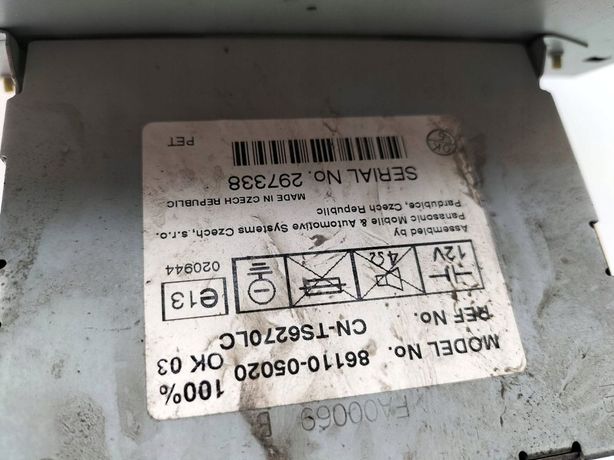 FA00069 B
100%
MODEL No. 86110-05020 OK 03
REF No. CN-TS6270LC
12V 4Ω
e13
020944
Assembled by
Panasonic Mobile & Automotive Systems Czech, s.r.o.
Pardubice, Czech Republic
MADE IN CZECH REPUBLIC
SERIAL No. 297338
PET